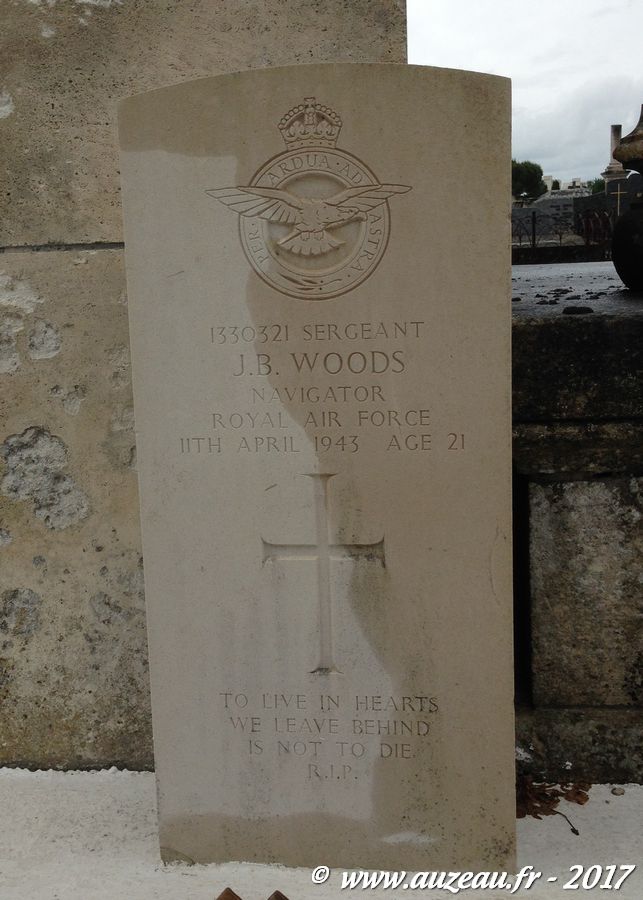 PER ARDUA AD ASTRA
1330321 SERGEANT
J.B. WOODS
NAVIGATOR
ROYAL AIR FORCE
11TH APRIL 1943 AGE 21
TO LIVE IN HEARTS
WE LEAVE BEHIND
IS NOT TO DIE.
R.I.P.
© www.auzeau.fr - 2017